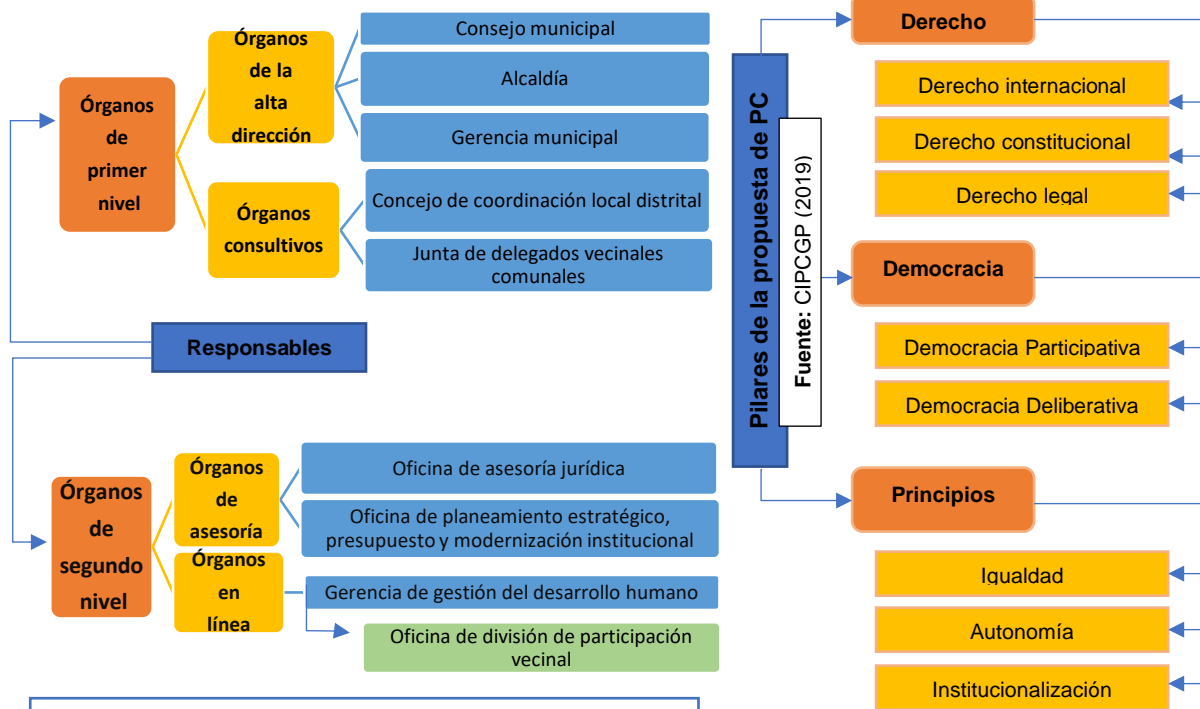 Órganos
de
primer
nivel
Órganos
de la
alta
dirección
Consejo municipal
Alcaldía
Gerencia municipal
Órganos
consultivos
Concejo de coordinación local distrital
Junta de delegados vecinales
comunales
Responsables
Órganos
de
segundo
nivel
Órganos
de
asesoría
Oficina de asesoría jurídica
Oficina de planeamiento estratégico,
presupuesto y modernización institucional
Órganos
en
línea
Gerencia de gestión del desarrollo humano
Oficina de división de participación
vecinal
Pilares de la propuesta de PC
Fuente: CIPCGP (2019)
Derecho
Derecho internacional
Derecho constitucional
Derecho legal
Democracia
Democracia Participativa
Democracia Deliberativa
Principios
Igualdad
Autonomía
Institucionalización